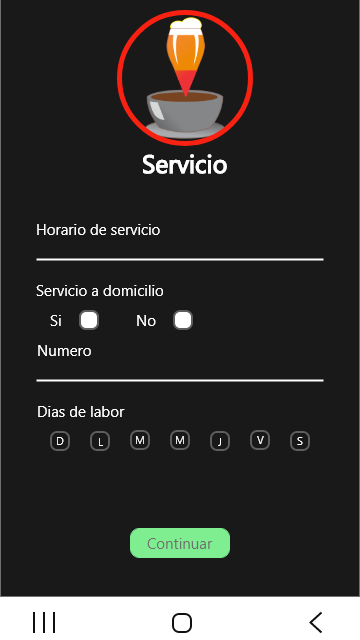 Servicio
Horario de servicio
Servicio a domicilio
Si No
Numero
Dias de labor
D L M M J V S
Continuar